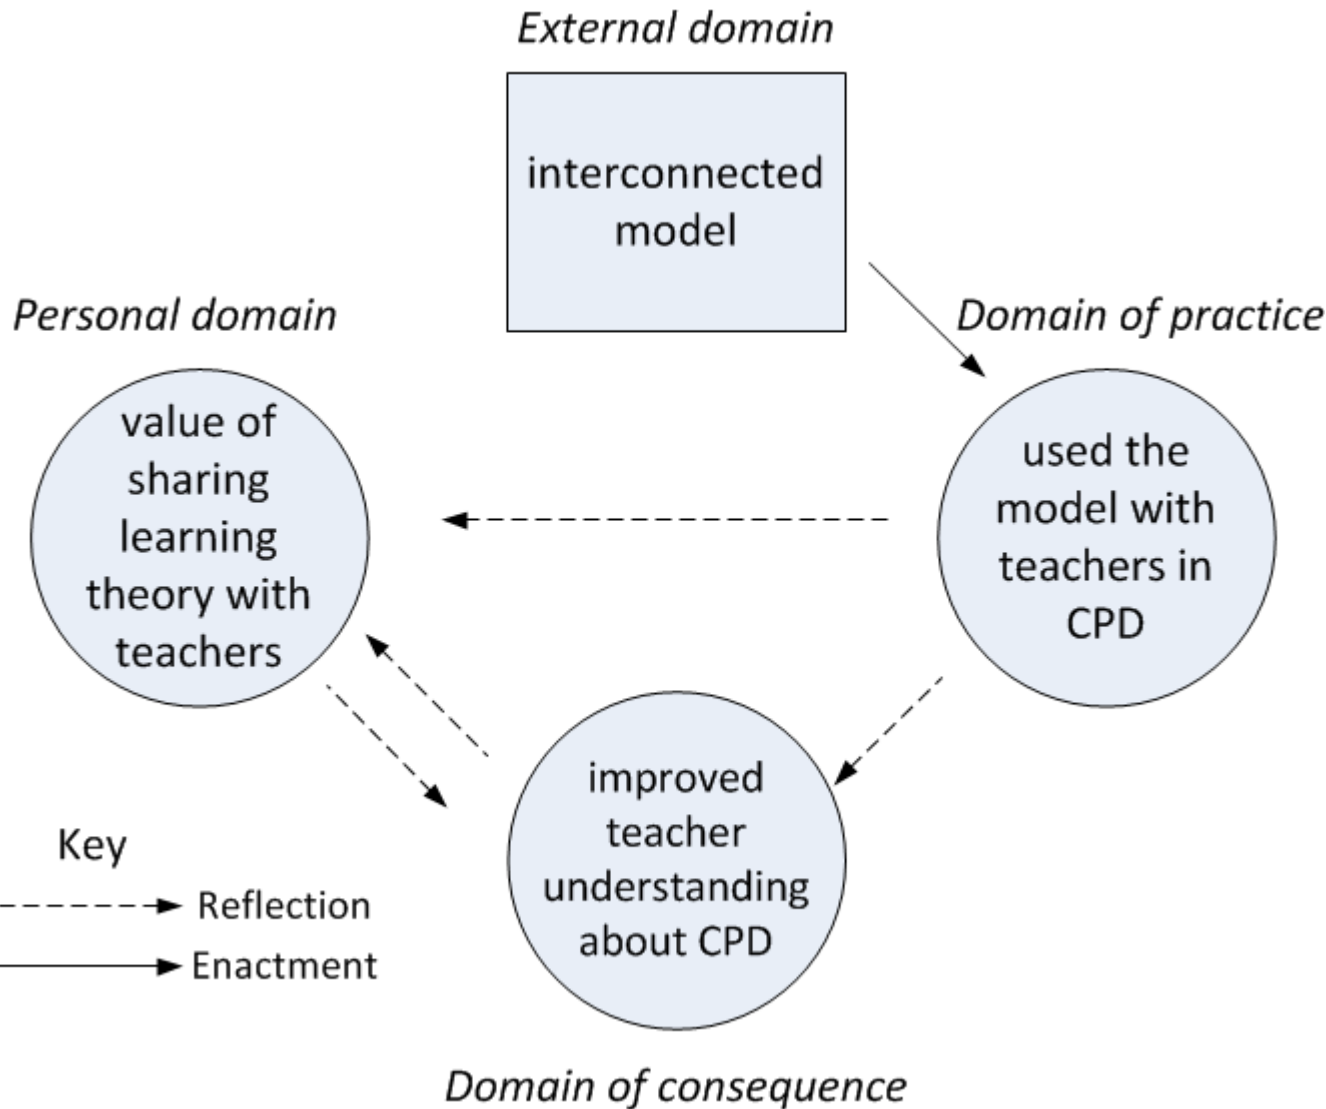 External domain
interconnected
model
Personal domain
Domain of practice
value of
sharing
learning
theory with
teachers
used the
model with
teachers in
CPD
improved
teacher
understanding
about CPD
Key
Reflection
Enactment
Domain of consequence